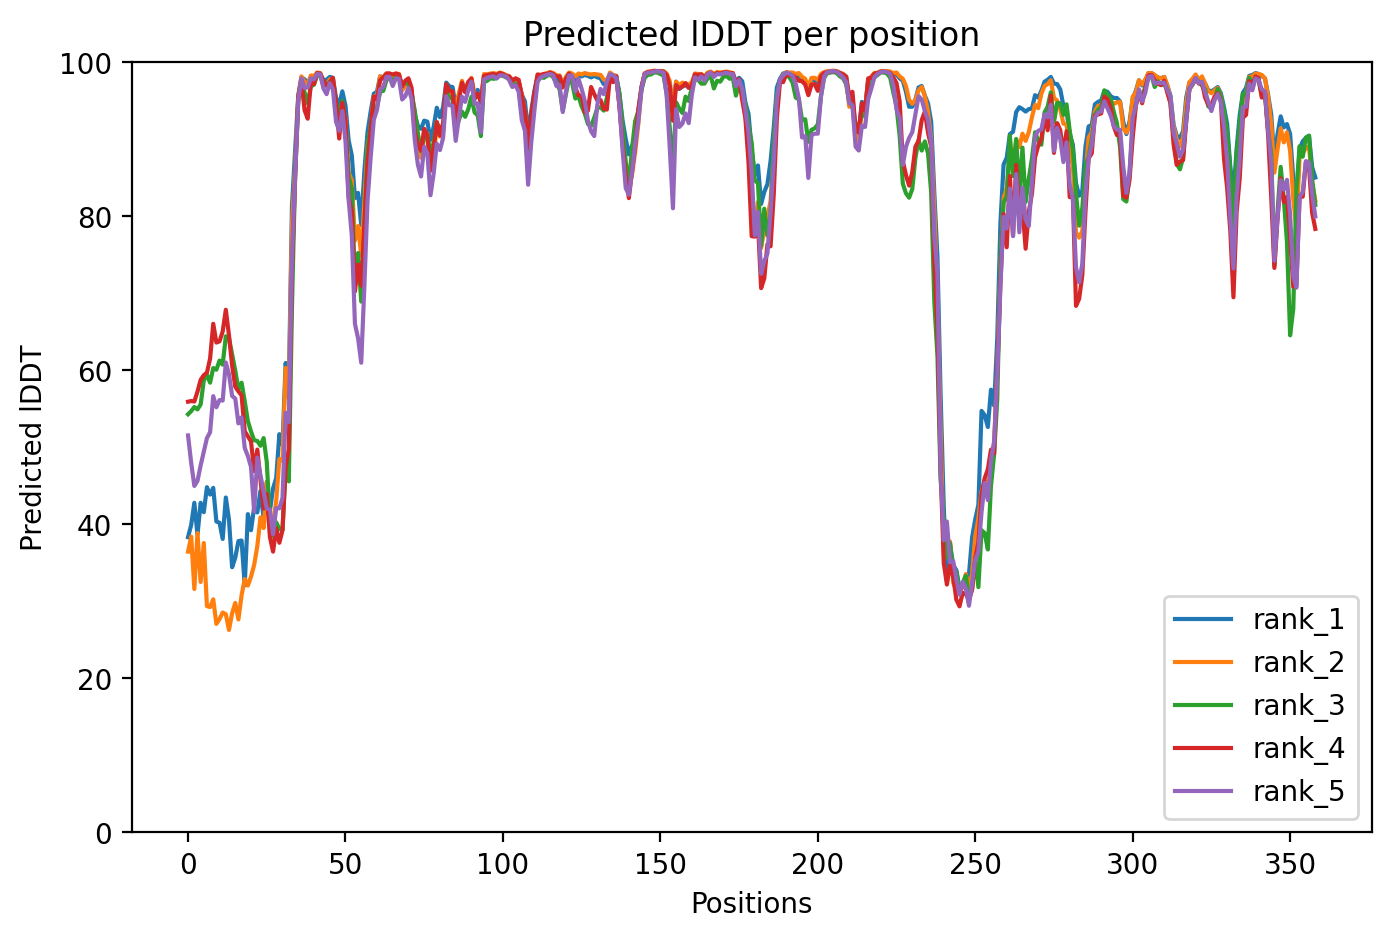 Predicted lDDT per position
100
80
60
40
20
0
Predicted lDDT
0 50 100 150 200 250 300 350
Positions
rank_1
rank_2
rank_3
rank_4
rank_5